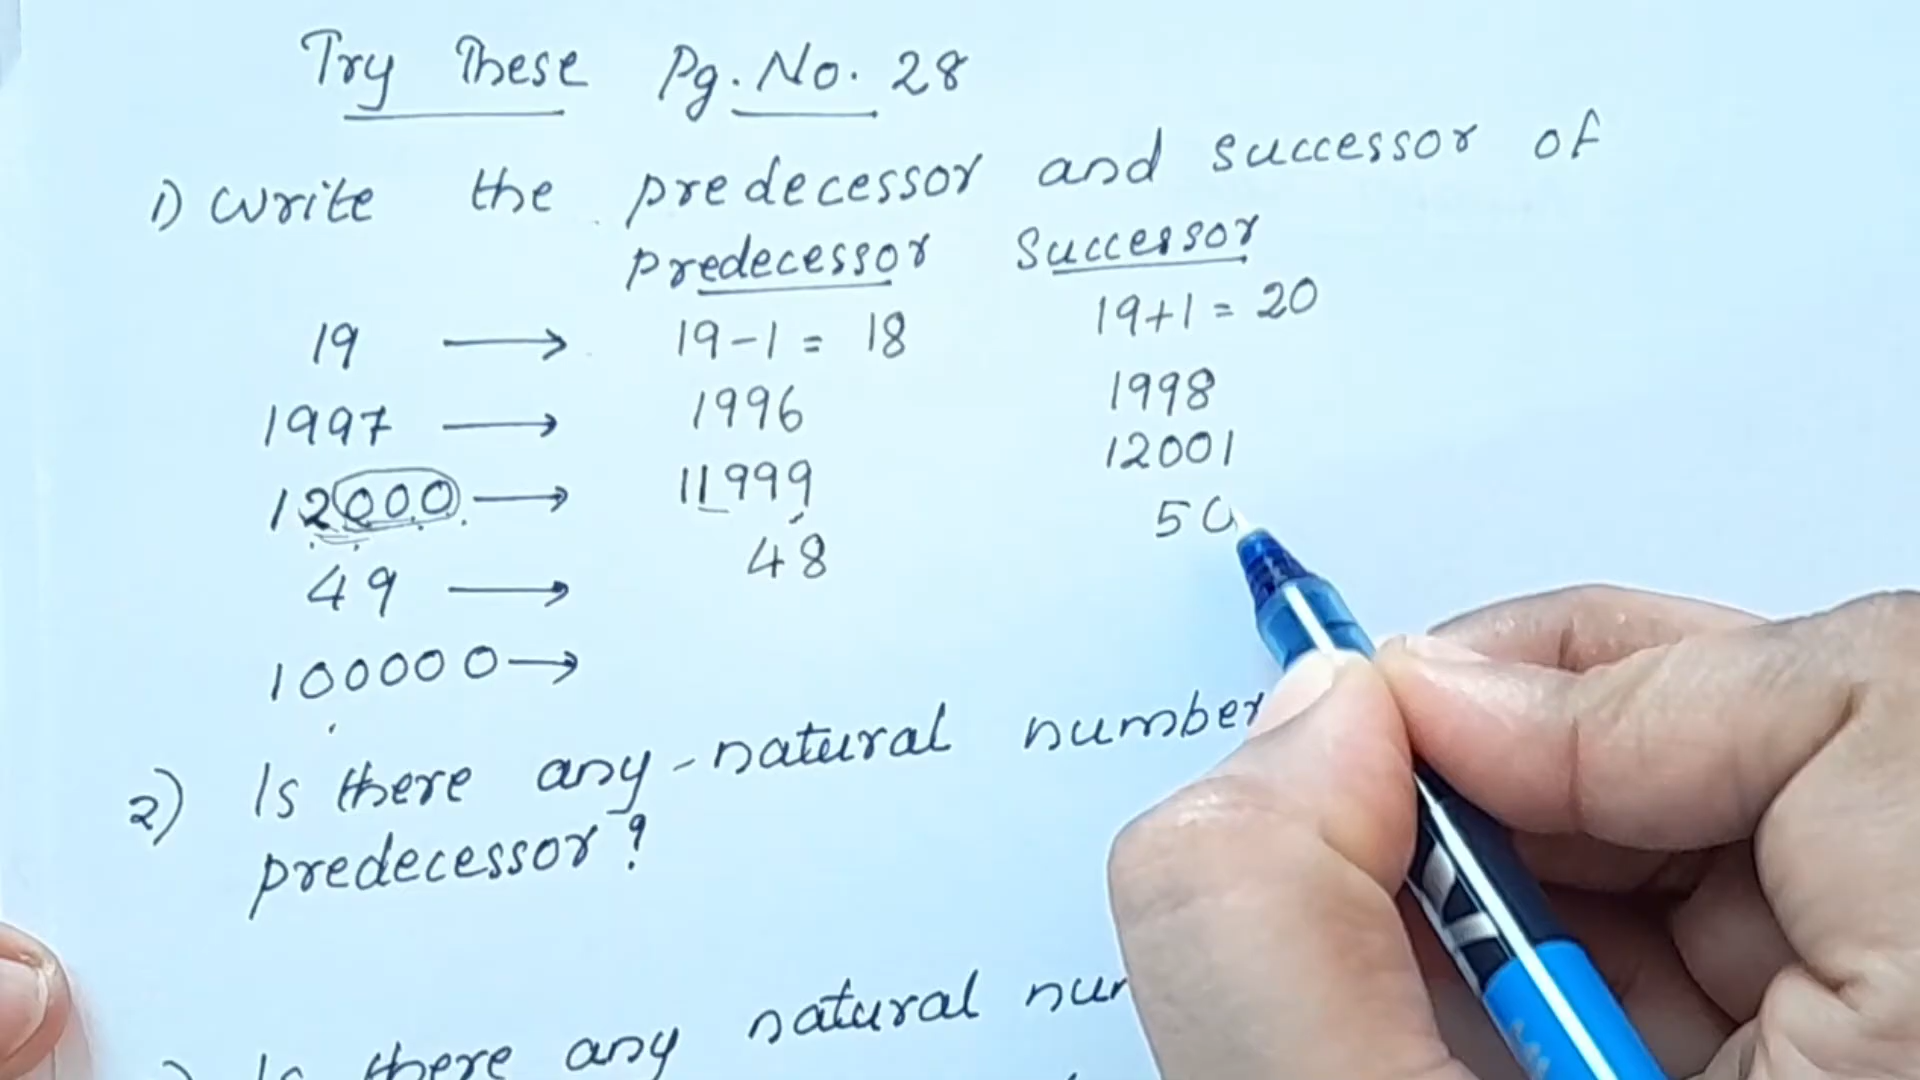 Try These Pg. No. 28
1) Write the predecessor and successor of
Predecessor Successor
19 → 19-1 = 18 19+1 = 20
1997 → 1996 1998
12000 → 11999 12001
49 → 48 50
100000 →
2) Is there any natural number
predecessor?
Is there any natural